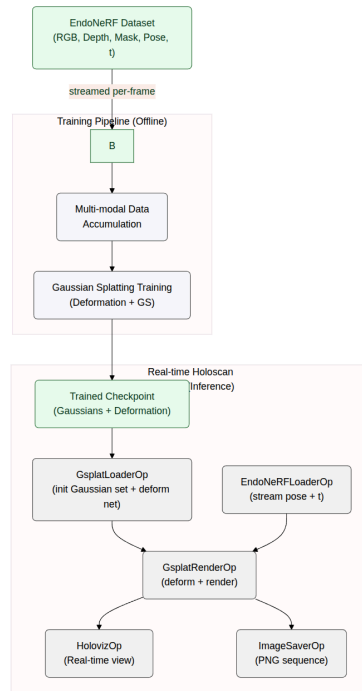 EndoNeRF Dataset
(RGB, Depth, Mask, Pose,
t)
streamed per-frame
Training Pipeline (Offline)
B
Multi-modal Data
Accumulation
Gaussian Splatting Training
(Deformation + GS)
Real-time Holoscan
(Inference)
Trained Checkpoint
(Gaussians + Deformation)
GsplatLoaderOp
(init Gaussian set + deform
net)
EndoNeRFLoaderOp
(stream pose + t)
GsplatRenderOp
(deform + render)
HolovizOp
(Real-time view)
ImageSaverOp
(PNG sequence)